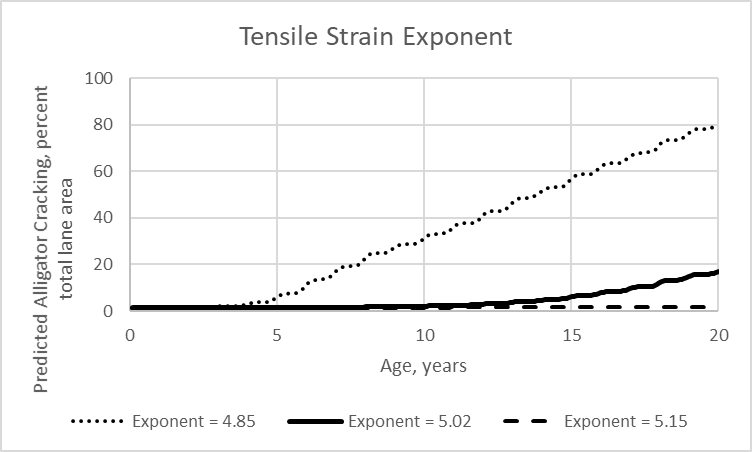 Tensile Strain Exponent
Predicted Alligator Cracking, percent
total lane area
100
80
60
40
20
0
0 5 10 15 20
Age, years
Exponent = 4.85 Exponent = 5.02 Exponent = 5.15